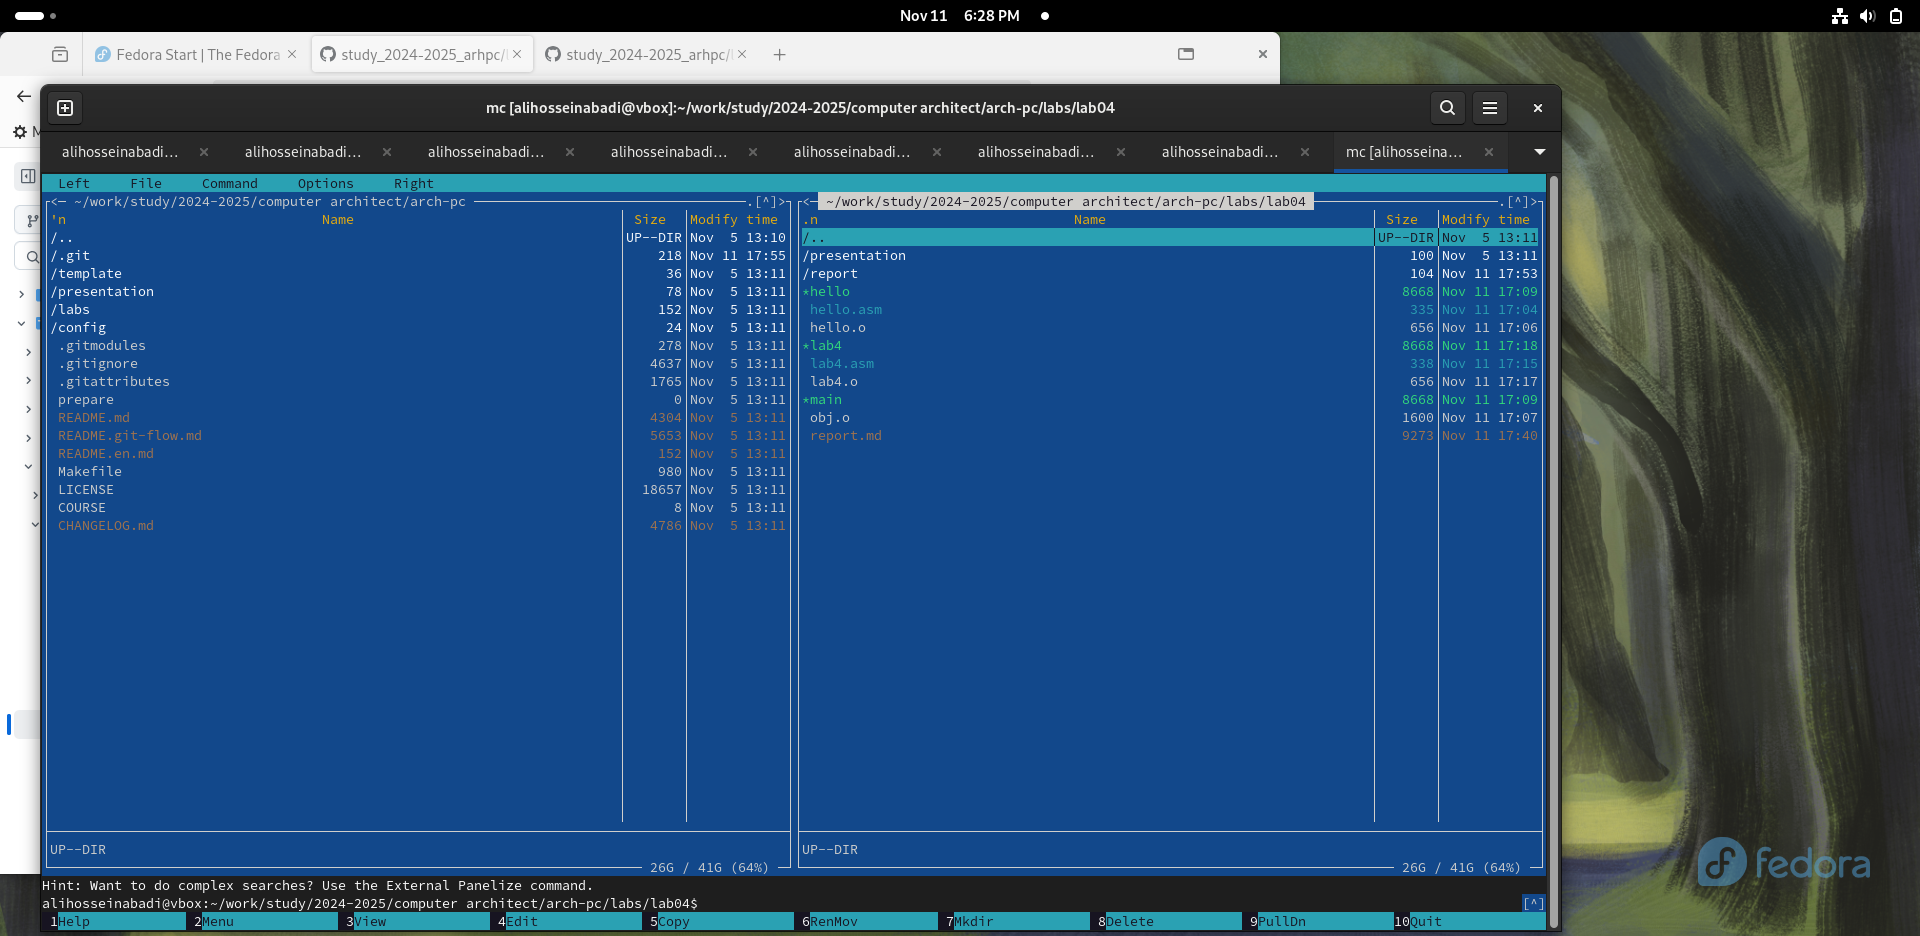 Nov 11 6:28 PM
Fedora Start | The Fedora
study_2024-2025_arhpc/
study_2024-2025_arhpc/
mc [alihosseinabadi@vbox]:~/work/study/2024-2025/computer architect/arch-pc/labs/lab04
alihosseinabadi... alihosseinabadi... alihosseinabadi... alihosseinabadi... alihosseinabadi... alihosseinabadi... alihosseinabadi... mc [alihosseina...
Left File Command Options Right
<─ ~/work/study/2024-2025/computer architect/arch-pc .[^]>
'n Name Size Modify time
/.. UP--DIR Nov 5 13:10
/.git 218 Nov 11 17:55
/template 36 Nov 5 13:11
/presentation 78 Nov 5 13:11
/labs 152 Nov 5 13:11
/config 24 Nov 5 13:11
.gitmodules 278 Nov 5 13:11
.gitignore 4637 Nov 5 13:11
.gitattributes 1765 Nov 5 13:11
prepare 0 Nov 5 13:11
README.md 4304 Nov 5 13:11
README.git-flow.md 5653 Nov 5 13:11
README.en.md 152 Nov 5 13:11
Makefile 980 Nov 5 13:11
LICENSE 18657 Nov 5 13:11
COURSE 8 Nov 5 13:11
CHANGELOG.md 4786 Nov 5 13:11
UP--DIR
26G / 41G (64%)
<─ ~/work/study/2024-2025/computer architect/arch-pc/labs/lab04 .[^]>
.n Name Size Modify time
/.. UP--DIR Nov 5 13:11
/presentation 100 Nov 5 13:11
/report 104 Nov 11 17:53
*hello 8668 Nov 11 17:09
hello.asm 335 Nov 11 17:04
hello.o 656 Nov 11 17:06
*lab4 8668 Nov 11 17:18
lab4.asm 338 Nov 11 17:15
lab4.o 656 Nov 11 17:17
*main 8668 Nov 11 17:09
obj.o 1600 Nov 11 17:07
report.md 9273 Nov 11 17:40
UP--DIR
26G / 41G (64%)
Hint: Want to do complex searches? Use the External Panelize command.
alihosseinabadi@vbox:~/work/study/2024-2025/computer architect/arch-pc/labs/lab04$ [^]
1Help 2Menu 3View 4Edit 5Copy 6RenMov 7Mkdir 8Delete 9PullDn 10Quit
fedora